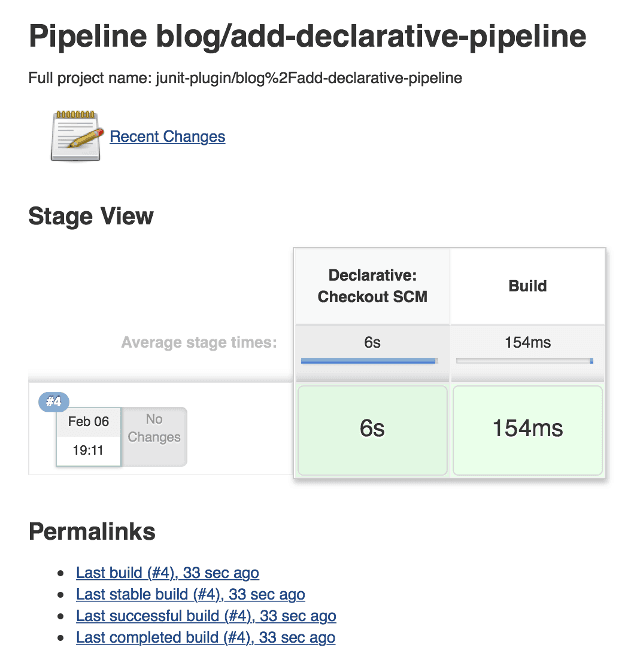 Pipeline blog/add-declarative-pipeline
Full project name: junit-plugin/blog%2Fadd-declarative-pipeline
Recent Changes
Stage View
Declarative:
Checkout SCM
Build
Average stage times:
6s
154ms
#4
Feb 06
19:11
No
Changes
6s
154ms
Permalinks
Last build (#4), 33 sec ago
Last stable build (#4), 33 sec ago
Last successful build (#4), 33 sec ago
Last completed build (#4), 33 sec ago